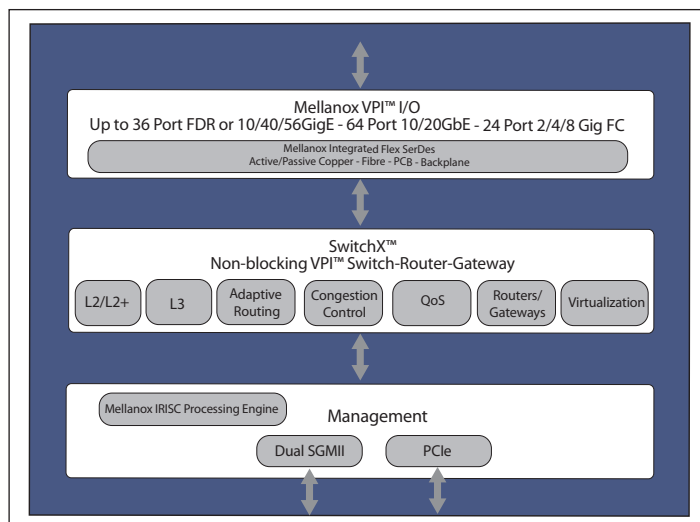 Mellanox VPI™ I/O
Up to 36 Port FDR or 10/40/56GigE - 64 Port 10/20GbE - 24 Port 2/4/8 Gig FC
Mellanox Integrated Flex SerDes
Active/Passive Copper - Fibre - PCB - Backplane
SwitchX™
Non-blocking VPI™ Switch-Router-Gateway
L2/L2+
L3
Adaptive
Routing
Congestion
Control
QoS
Routers/
Gateways
Virtualization
Mellanox IRISC Processing Engine
Management
Dual SGMII
PCIe